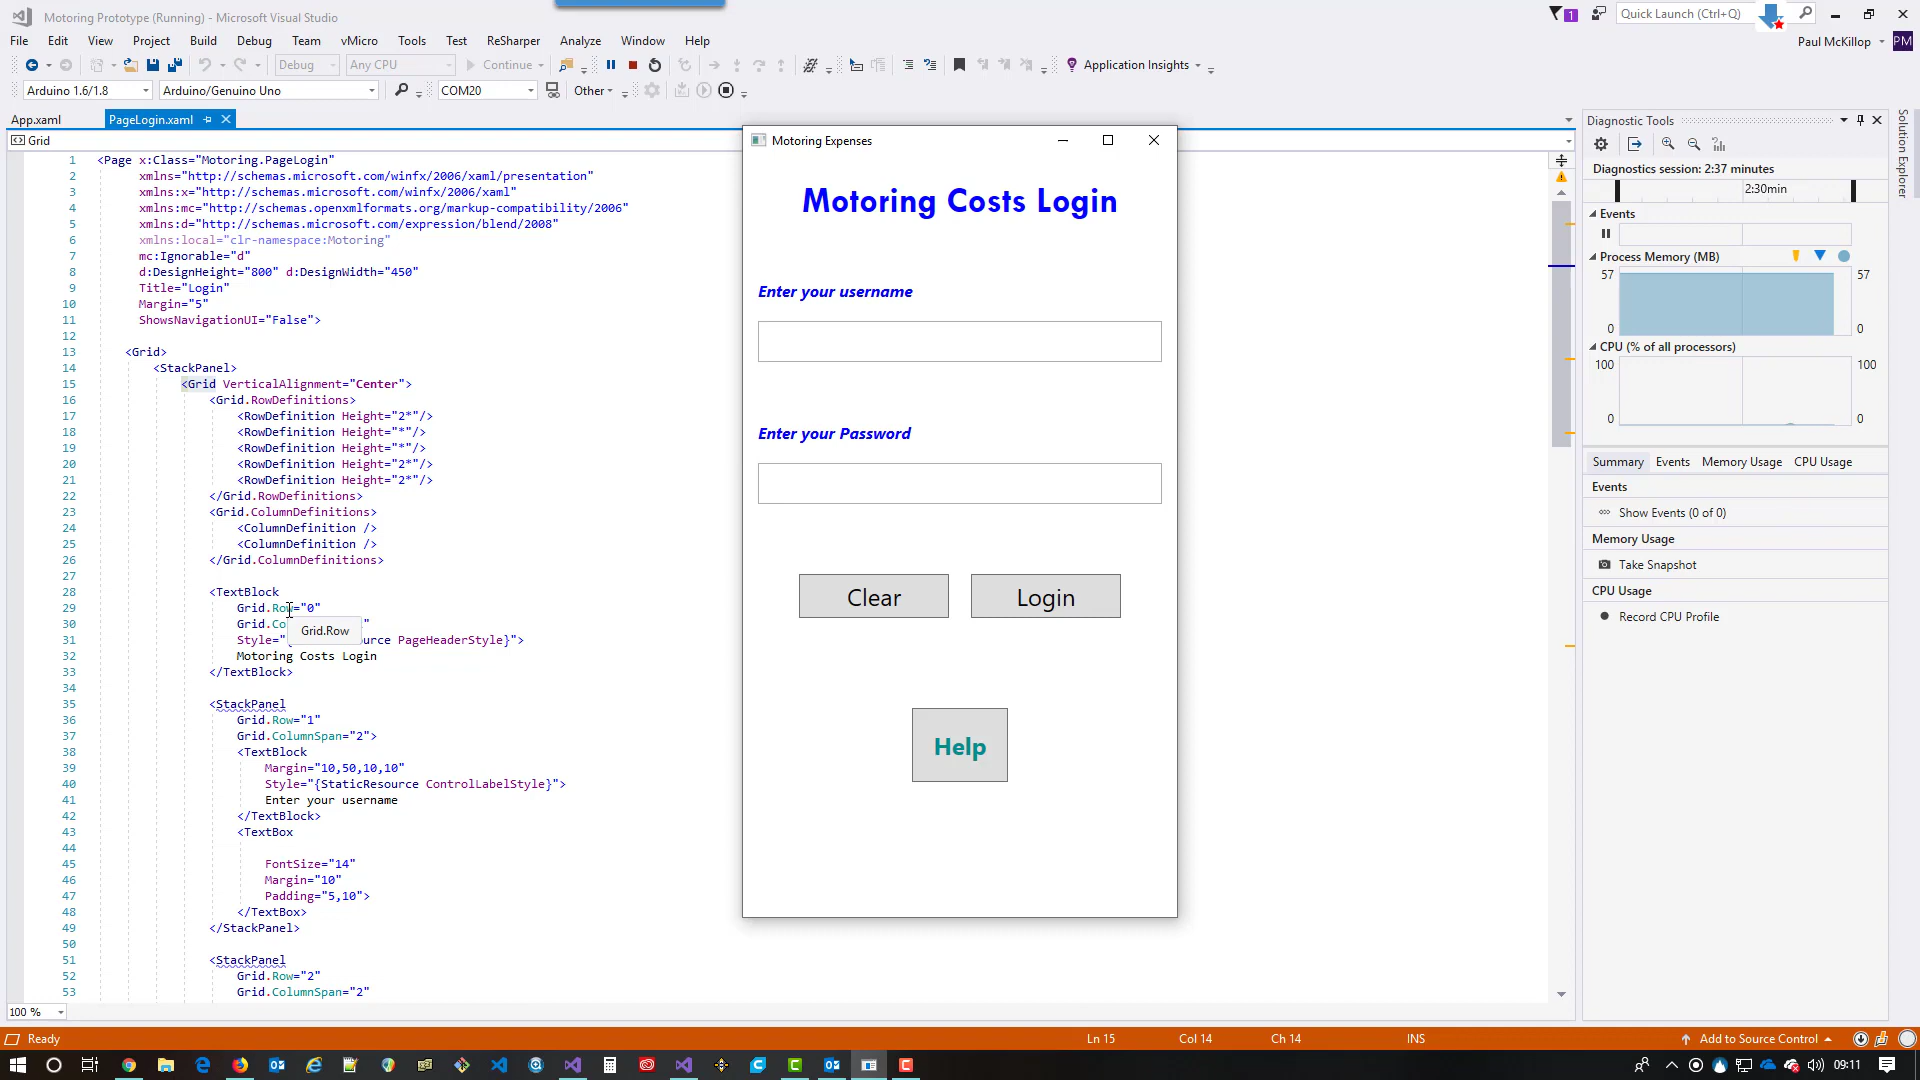 Motoring Prototype (Running) - Microsoft Visual Studio
1
Quick Launch (Ctrl+Q)
File Edit View Project Build Debug Team vMicro Tools Test ReSharper Analyze Window Help
Paul McKillop PM
Debug Any CPU Continue Application Insights
Arduino 1.6/1.8 Arduino/Genuino Uno COM20 Other
App.xaml PageLogin.xaml
Grid
1 <Page x:Class="Motoring.PageLogin"
2 xmlns="http://schemas.microsoft.com/winfx/2006/xaml/presentation"
3 xmlns:x="http://schemas.microsoft.com/winfx/2006/xaml"
4 xmlns:mc="http://schemas.openxmlformats.org/markup-compatibility/2006"
5 xmlns:d="http://schemas.microsoft.com/expression/blend/2008"
6 xmlns:local="clr-namespace:Motoring"
7 mc:Ignorable="d"
8 d:DesignHeight="800" d:DesignWidth="450"
9 Title="Login"
10 Margin="5"
11 ShowsNavigationUI="False">
12
13 <Grid>
14 <StackPanel>
15 <Grid VerticalAlignment="Center">
16 <Grid.RowDefinitions>
17 <RowDefinition Height="2*"/>
18 <RowDefinition Height="*"/>
19 <RowDefinition Height="*"/>
20 <RowDefinition Height="2*"/>
21 <RowDefinition Height="2*"/>
22 </Grid.RowDefinitions>
23 <Grid.ColumnDefinitions>
24 <ColumnDefinition />
25 <ColumnDefinition />
26 </Grid.ColumnDefinitions>
27
28 <TextBlock
29 Grid.Row="0"
30 Grid.Co "
Grid.Row
31 Style="{ urce PageHeaderStyle}">
32 Motoring Costs Login
33 </TextBlock>
34
35 <StackPanel
36 Grid.Row="1"
37 Grid.ColumnSpan="2">
38 <TextBlock
39 Margin="10,50,10,10"
40 Style="{StaticResource ControlLabelStyle}">
41 Enter your username
42 </TextBlock>
43 <TextBox
44
45 FontSize="14"
46 Margin="10"
47 Padding="5,10">
48 </TextBox>
49 </StackPanel>
50
51 <StackPanel
52 Grid.Row="2"
53 Grid.ColumnSpan="2"
100 %
Motoring Expenses
Motoring Costs Login
Enter your username
Enter your Password
Clear Login
Help
Diagnostic Tools
Diagnostics session: 2:37 minutes
2:30min
Events
Process Memory (MB)
57 57
0 0
CPU (% of all processors)
100 100
0 0
Summary Events Memory Usage CPU Usage
Events
Show Events (0 of 0)
Memory Usage
Take Snapshot
CPU Usage
Record CPU Profile
Solution Explorer
Ready Ln 15 Col 14 Ch 14 INS Add to Source Control
09:11